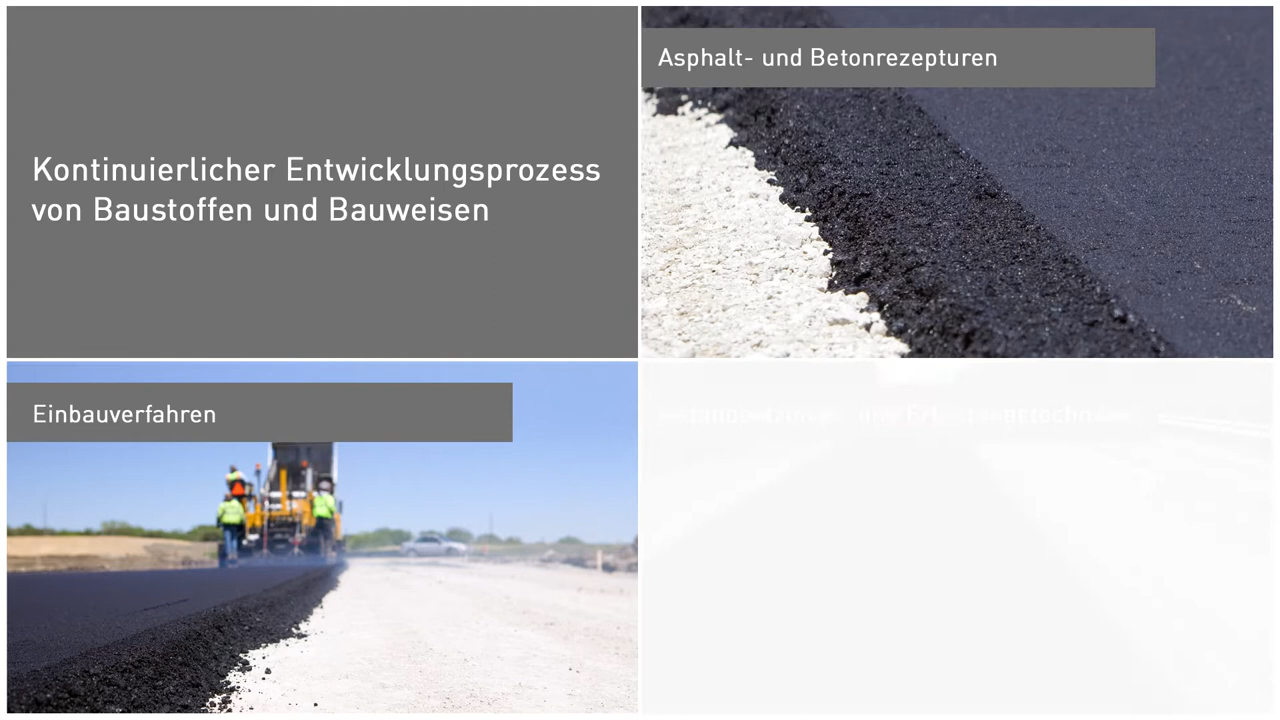 Kontinuierlicher Entwicklungsprozess
von Baustoffen und Bauweisen
Asphalt- und Betonrezepturen
Einbauverfahren